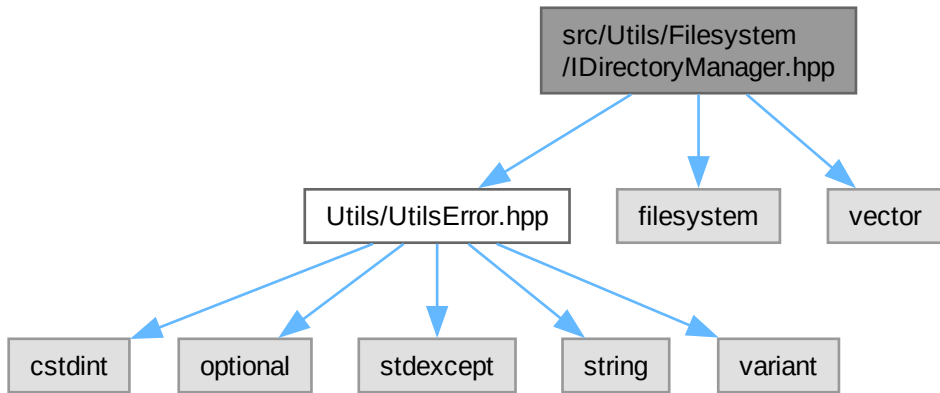 src/Utils/Filesystem
/IDirectoryManager.hpp
Utils/UtilsError.hpp
filesystem
vector
cstdint
optional
stdexcept
string
variant